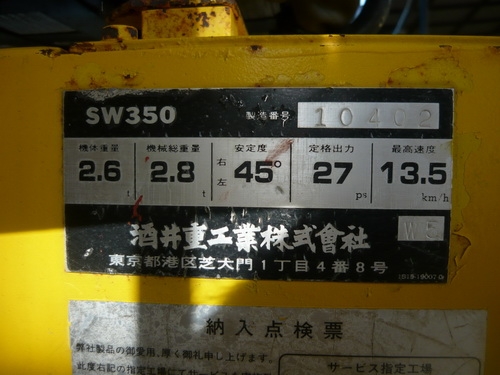 SW350 製造番号 10402
機体重量 機械総重量 安定度 定格出力 最高速度
2.6 t 2.8 t 右左 45° 27 ps 13.5 km/h
酒井重工業株式會社
東京都港区芝大門1丁目4番8号
納入点検票
弊社製品の御愛用、厚く御礼申し上げます。
サービス指定工場